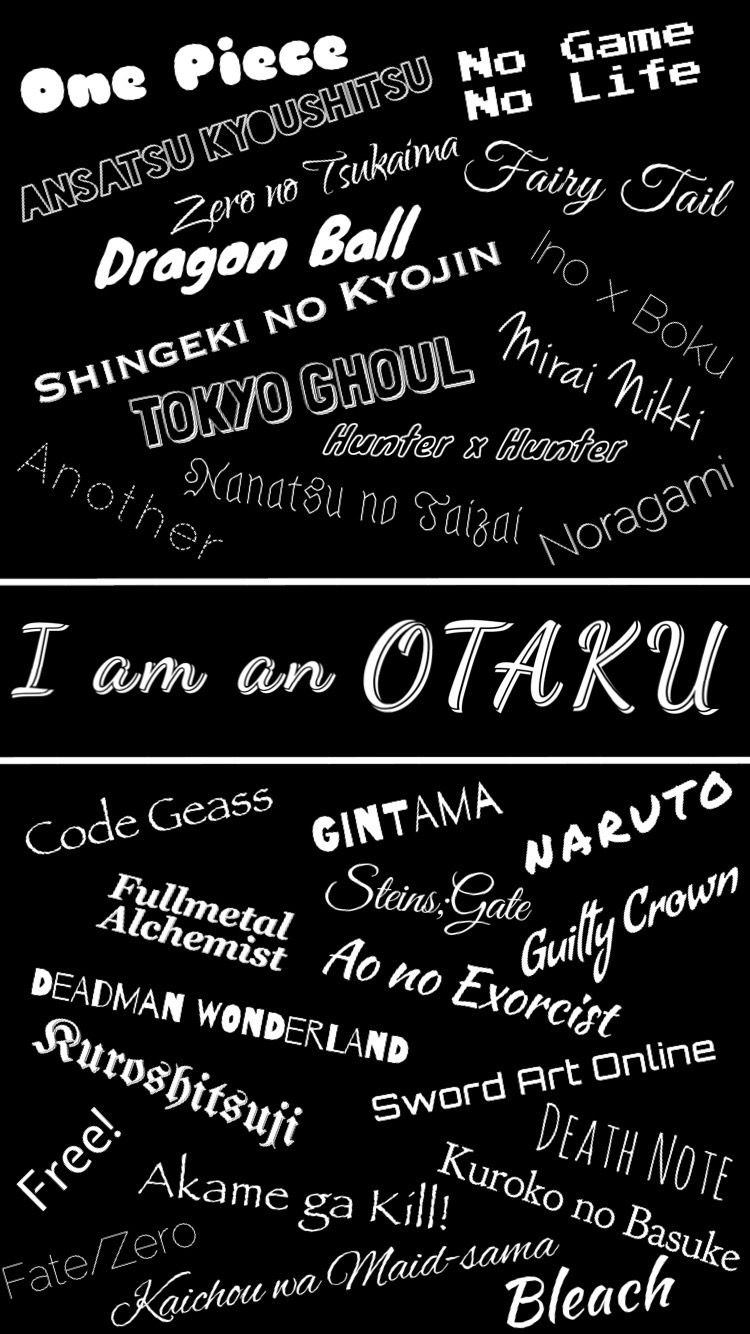 One Piece
No Game
No Life
ANSATSU KYOUSHITSU
Zero no Tsukaima
Fairy Tail
Dragon Ball
Ino x Boku
SHINGEKI NO KYOJIN
Mirai Nikki
TOKYO GHOUL
Hunter x Hunter
Another
Nanatsu no Taizai
Noragami
I am an OTAKU
Code Geass
GINTAMA
NARUTO
Fullmetal
Alchemist
Steins;Gate
Guilty Crown
Ao no Exorcist
DEADMAN WONDERLAND
Kuroshitsuji
Sword Art Online
Free!
DEATH NOTE
Akame ga Kill!
Kuroko no Basuke
Fate/Zero
Kaichou wa Maid-sama
Bleach